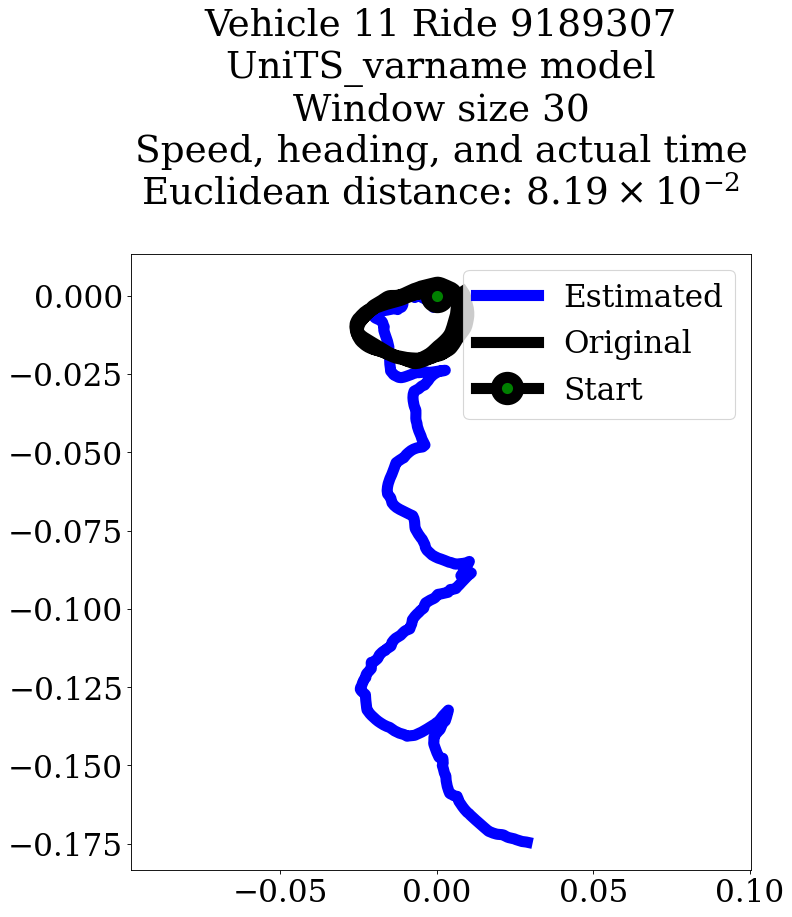 Vehicle 11 Ride 9189307
UniTS_varname model
Window size 30
Speed, heading, and actual time
Euclidean distance: 8.19 × 10⁻²
Estimated
Original
Start
0.000
−0.025
−0.050
−0.075
−0.100
−0.125
−0.150
−0.175
−0.05 0.00 0.05 0.10